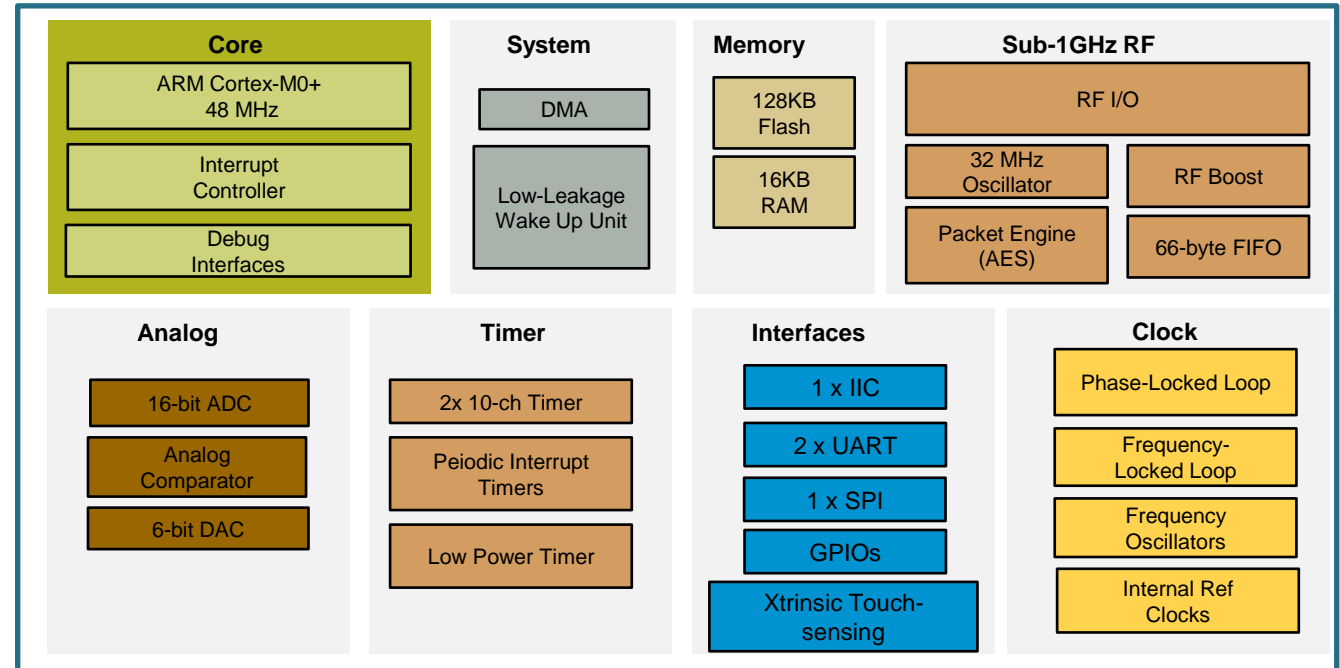 Core
ARM Cortex-M0+
48 MHz
Interrupt
Controller
Debug
Interfaces
System
DMA
Low-Leakage
Wake Up Unit
Memory
128KB
Flash
16KB
RAM
Sub-1GHz RF
RF I/O
32 MHz
Oscillator
RF Boost
Packet Engine
(AES)
66-byte FIFO
Analog
16-bit ADC
Analog
Comparator
6-bit DAC
Timer
2x 10-ch Timer
Peiodic Interrupt
Timers
Low Power Timer
Interfaces
1 x IIC
2 x UART
1 x SPI
GPIOs
Xtrinsic Touch-
sensing
Clock
Phase-Locked Loop
Frequency-
Locked Loop
Frequency
Oscillators
Internal Ref
Clocks